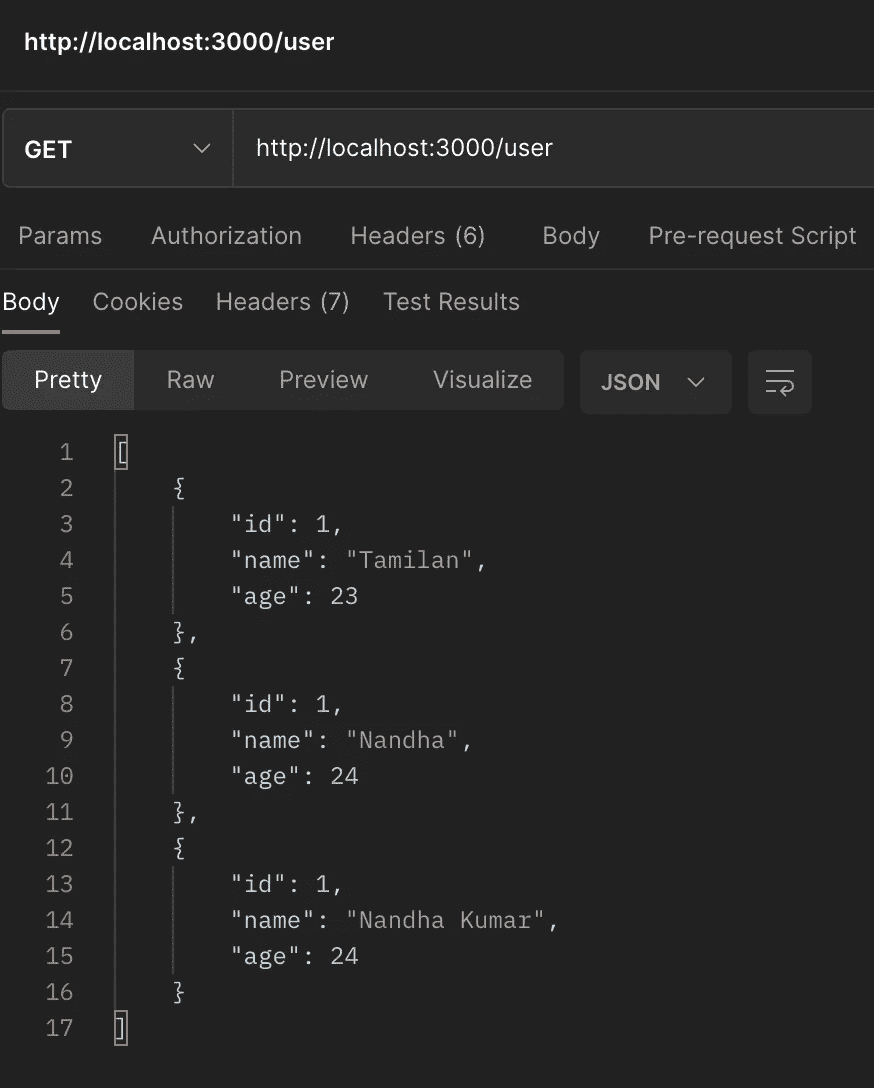 http://localhost:3000/user
GET http://localhost:3000/user
Params Authorization Headers (6) Body Pre-request Script
Body Cookies Headers (7) Test Results
Pretty Raw Preview Visualize JSON
1 [
2 {
3 "id": 1,
4 "name": "Tamilan",
5 "age": 23
6 },
7 {
8 "id": 1,
9 "name": "Nandha",
10 "age": 24
11 },
12 {
13 "id": 1,
14 "name": "Nandha Kumar",
15 "age": 24
16 }
17 ]